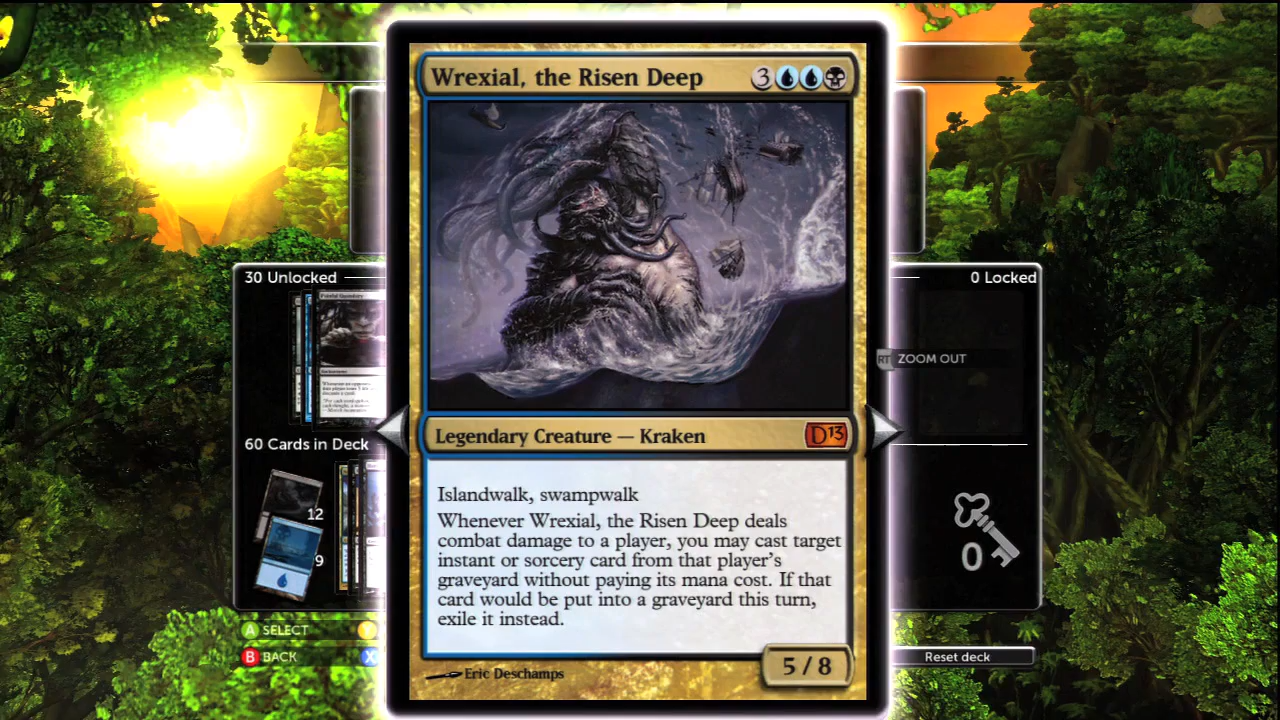 Wrexial, the Risen Deep 3
30 Unlocked
0 Locked
RT ZOOM OUT
60 Cards in Deck
Legendary Creature — Kraken D13
Islandwalk, swampwalk
Whenever Wrexial, the Risen Deep deals
combat damage to a player, you may cast target
instant or sorcery card from that player's
graveyard without paying its mana cost. If that
card would be put into a graveyard this turn,
exile it instead.
12
9
0
A SELECT
B BACK
Y
X
Reset deck
5 / 8
Eric Deschamps